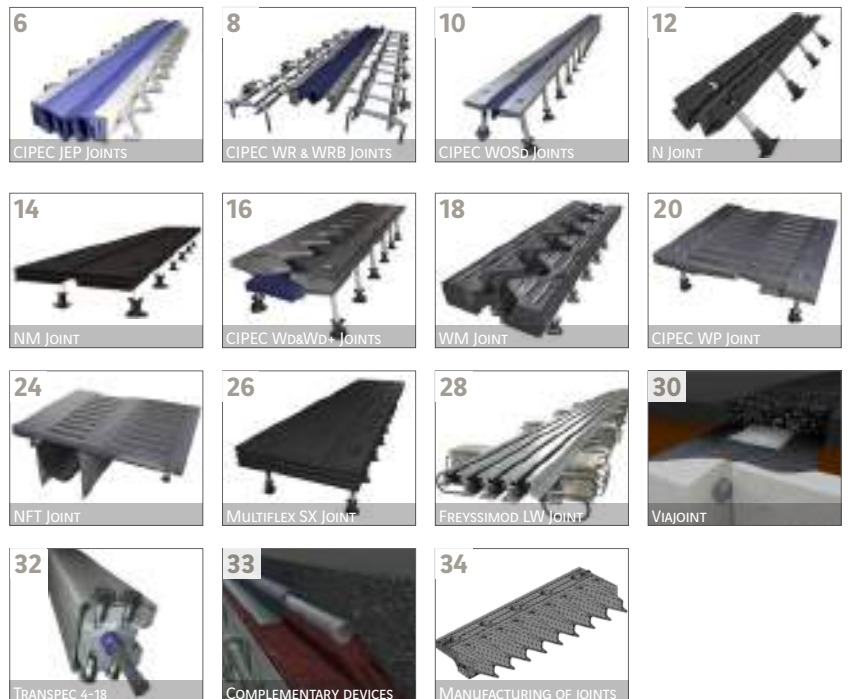 6
CIPEC JEP JOINTS
8
CIPEC WR & WRB JOINTS
10
CIPEC WOSd JOINTS
12
N JOINT
14
NM JOINT
16
CIPEC WD&WD+ JOINTS
18
WM JOINT
20
CIPEC WP JOINT
24
NFT JOINT
26
MULTIFLEX SX JOINT
28
FREYSSIMOD LW JOINT
30
VIAJOINT
32
TRANSPEC 4-18
33
COMPLEMENTARY DEVICES
34
MANUFACTURING OF JOINTS